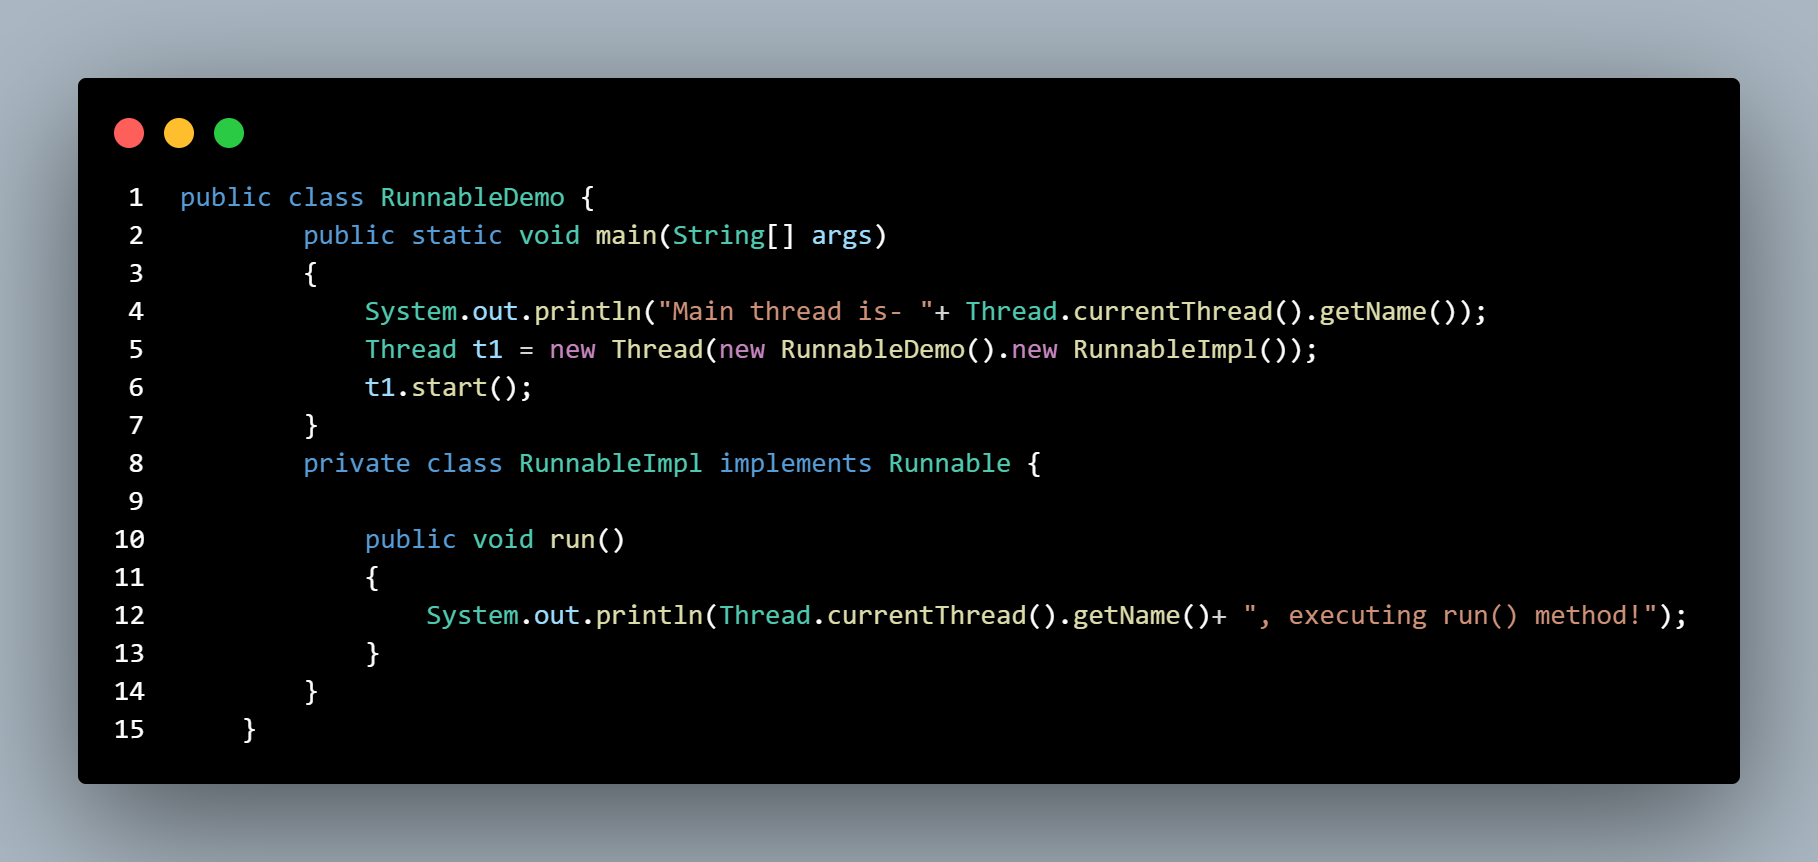 1 public class RunnableDemo {
2         public static void main(String[] args)
3         {
4             System.out.println("Main thread is- "+ Thread.currentThread().getName());
5             Thread t1 = new Thread(new RunnableDemo().new RunnableImpl());
6             t1.start();
7         }
8         private class RunnableImpl implements Runnable {
9
10             public void run()
11             {
12                 System.out.println(Thread.currentThread().getName()+ ", executing run() method!");
13             }
14         }
15     }